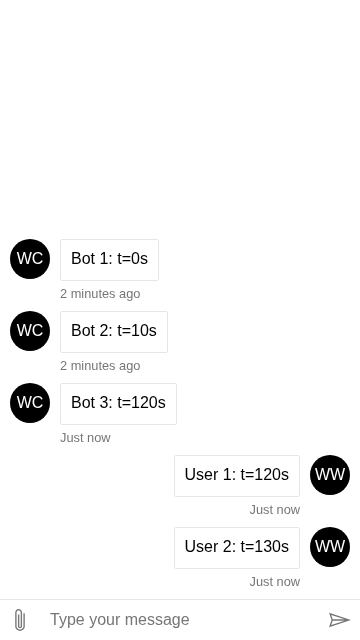 WC Bot 1: t=0s
2 minutes ago
WC Bot 2: t=10s
2 minutes ago
WC Bot 3: t=120s
Just now
User 1: t=120s WW
Just now
User 2: t=130s WW
Just now
Type your message